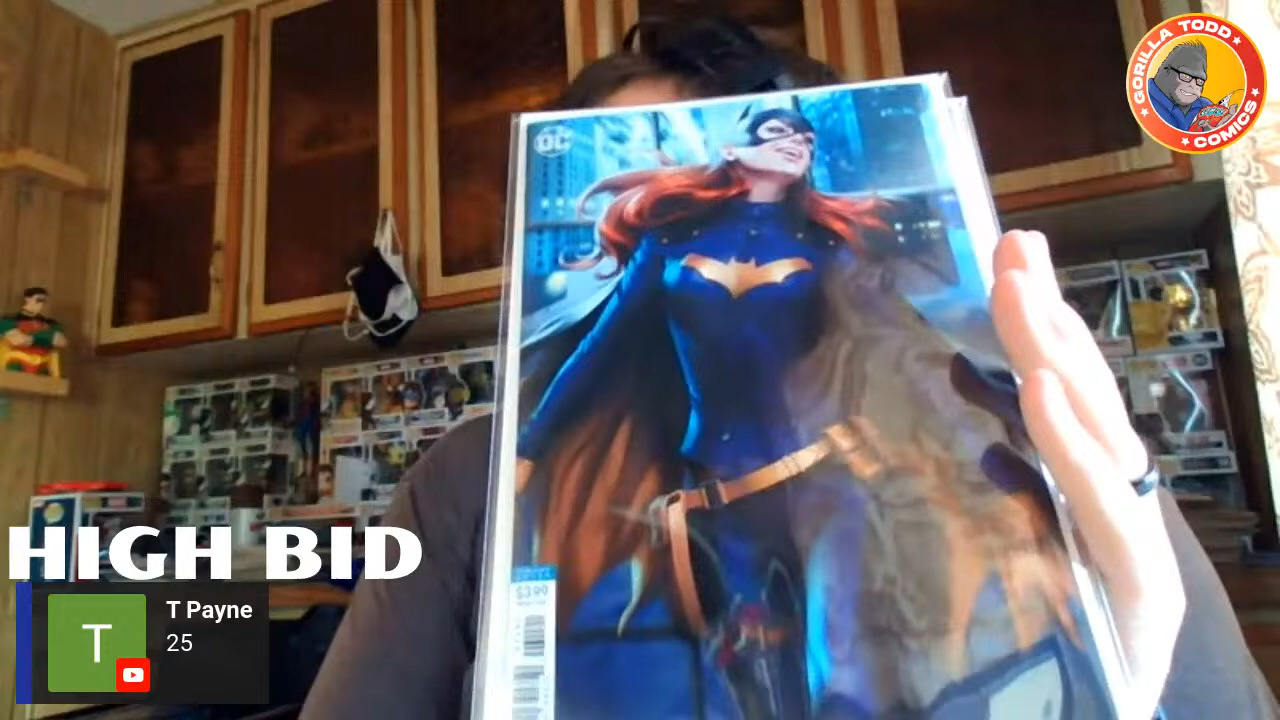 GORILLA TODD
COMICS
DC
$3.99
HIGH BID
T
T Payne
25